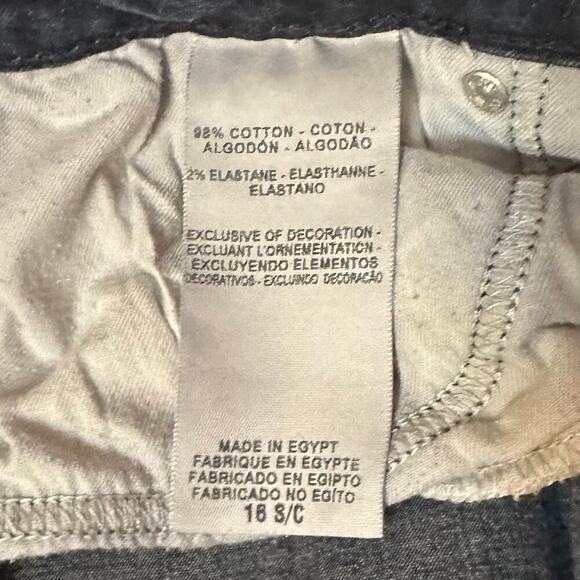 98% COTTON - COTON -
ALGODÓN - ALGODÃO
2% ELASTANE - ELASTHANNE -
ELASTANO
EXCLUSIVE OF DECORATION -
EXCLUANT L'ORNEMENTATION -
EXCLUYENDO ELEMENTOS
DECORATIVOS - EXCLUINDO DECORAÇÃO
MADE IN EGYPT
FABRIQUE EN EGYPTE
FABRICADO EN EGIPTO
FABRICADO NO EGITO
16 S/C